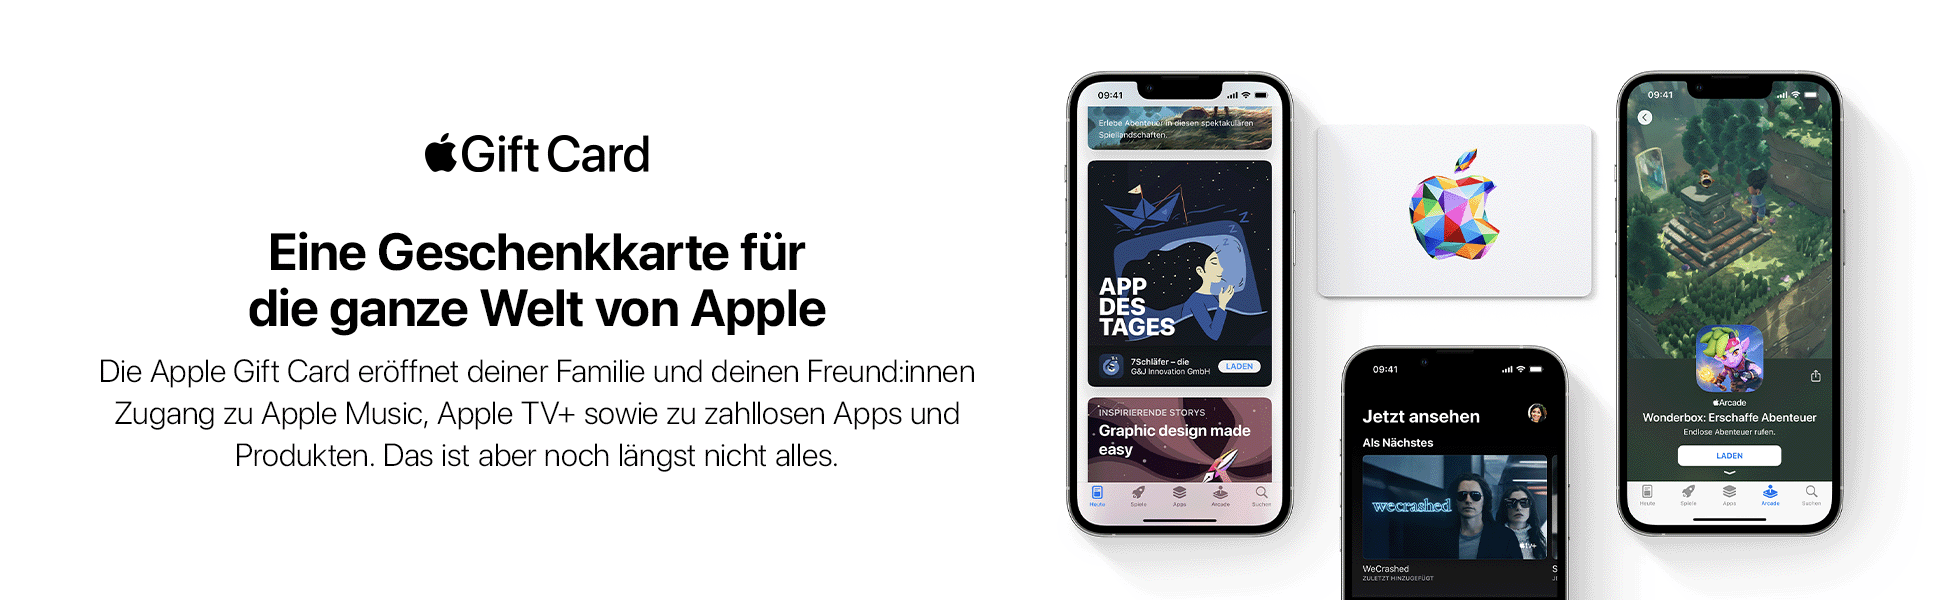 Gift Card
Eine Geschenkkarte für
die ganze Welt von Apple
Die Apple Gift Card eröffnet deiner Familie und deinen Freund:innen
Zugang zu Apple Music, Apple TV+ sowie zu zahllosen Apps und
Produkten. Das ist aber noch längst nicht alles.
09:41
Erlebe Abenteuer in diesen spektakulären
Spiellandschaften.
Z
Z
Z
APP
DES
TAGES
7Schläfer – die
G&J Innovation GmbH
LADEN
INSPIRIERENDE STORYS
Graphic design made
easy
Heute Spiele Apps Arcade Suchen
09:41
Jetzt ansehen
Als Nächstes
wecrashed
tv+
WeCrashed
ZULETZT HINZUGEFÜGT
S
09:41
Arcade
Wonderbox: Erschaffe Abenteuer
Endlose Abenteuer rufen.
LADEN
Heute Spiele Apps Arcade Suchen